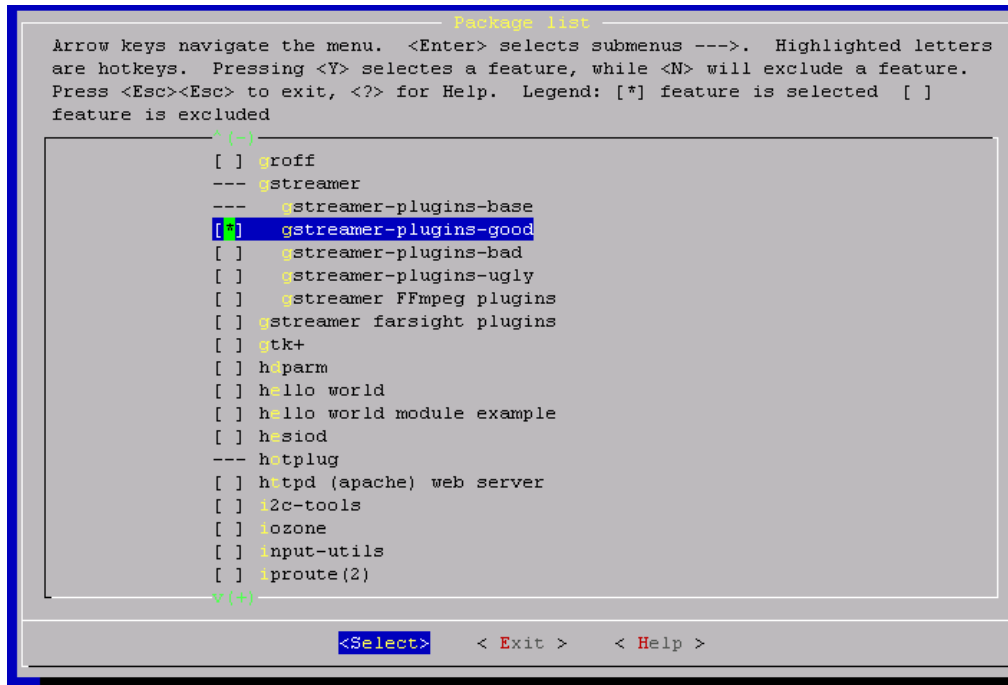 Package list
Arrow keys navigate the menu.  <Enter> selects submenus --->.  Highlighted letters
are hotkeys.  Pressing <Y> selectes a feature, while <N> will exclude a feature.
Press <Esc><Esc> to exit, <?> for Help.  Legend: [*] feature is selected  [ ]
feature is excluded
^(-)
[ ] groff
--- gstreamer
---   gstreamer-plugins-base
[*]   gstreamer-plugins-good
[ ]   gstreamer-plugins-bad
[ ]   gstreamer-plugins-ugly
[ ]   gstreamer FFmpeg plugins
[ ] gstreamer farsight plugins
[ ] gtk+
[ ] hdparm
[ ] hello world
[ ] hello world module example
[ ] hesiod
--- hotplug
[ ] httpd (apache) web server
[ ] i2c-tools
[ ] iozone
[ ] input-utils
[ ] iproute(2)
v(+)
<Select>    < Exit >    < Help >